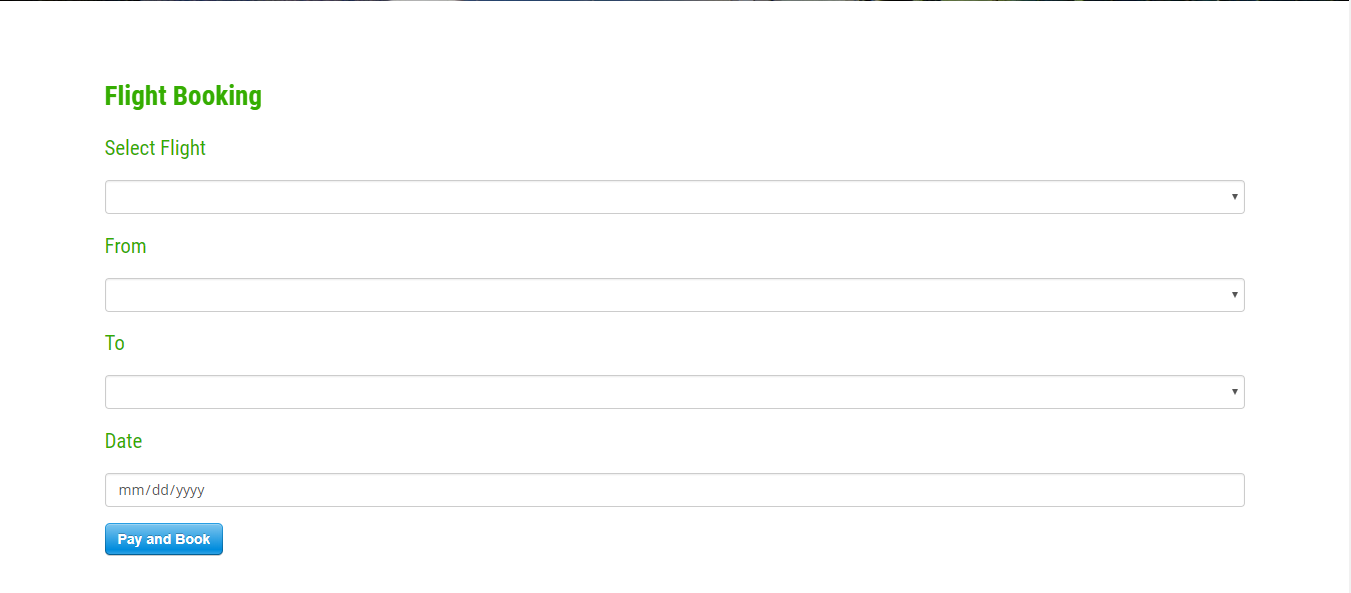 Flight Booking
Select Flight
From
To
Date
mm/dd/yyyy
Pay and Book